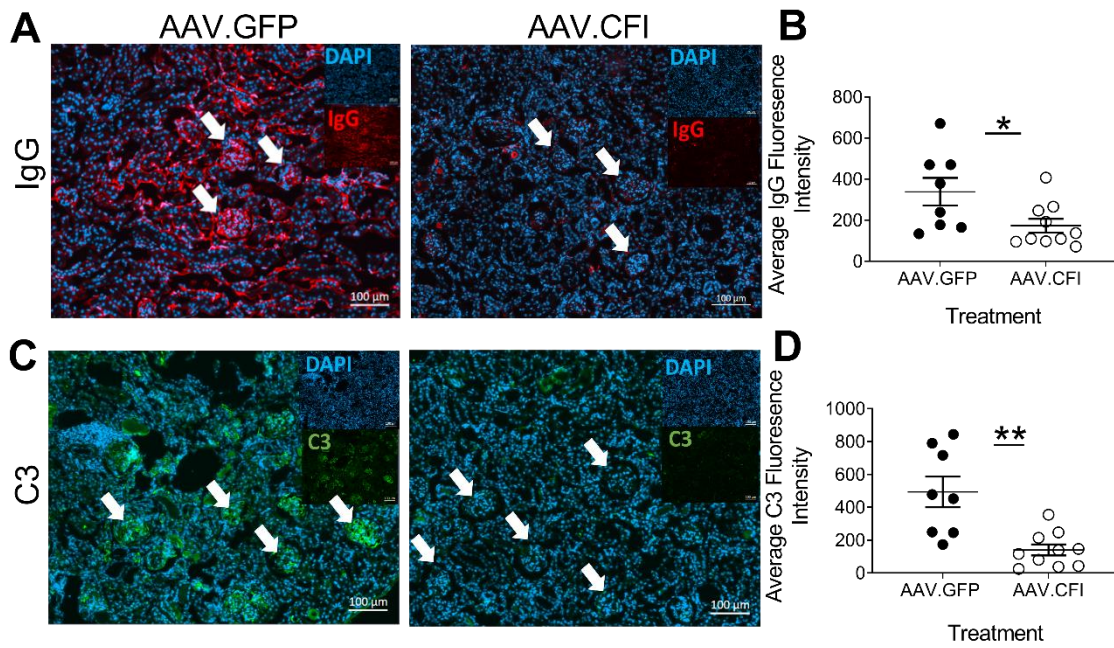 A
AAV.GFP
AAV.CFI
IgG
DAPI
IgG
100 µm
DAPI
IgG
100 µm
B
Average IgG Fluoresence
Intensity
800
600
400
200
0
*
AAV.GFP
AAV.CFI
Treatment
C
C3
DAPI
C3
100 µm
DAPI
C3
100 µm
D
Average C3 Fluoresence
Intensity
1000
800
600
400
200
0
**
AAV.GFP
AAV.CFI
Treatment